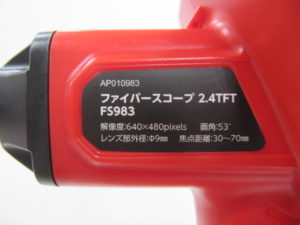 AP010983
ファイバースコープ 2.4TFT
FS983
解像度:640×480pixels 画角:53°
レンズ部外径:Φ9mm 焦点距離:30～70mm